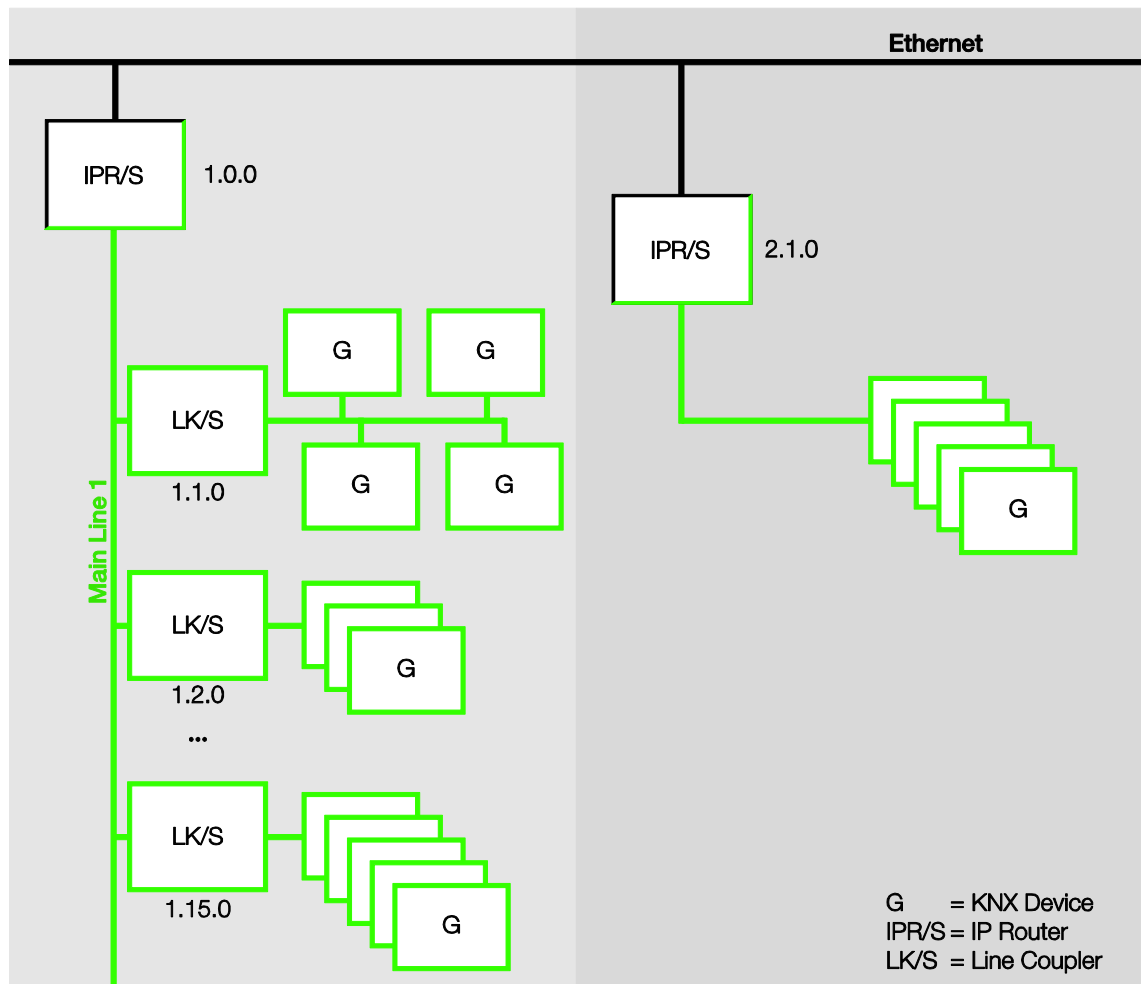 Ethernet
IPR/S
1.0.0
IPR/S
2.1.0
G
G
LK/S
G
G
1.1.0
Main Line 1
G
LK/S
G
1.2.0
...
LK/S
G
1.15.0
G = KNX Device
IPR/S = IP Router
LK/S = Line Coupler